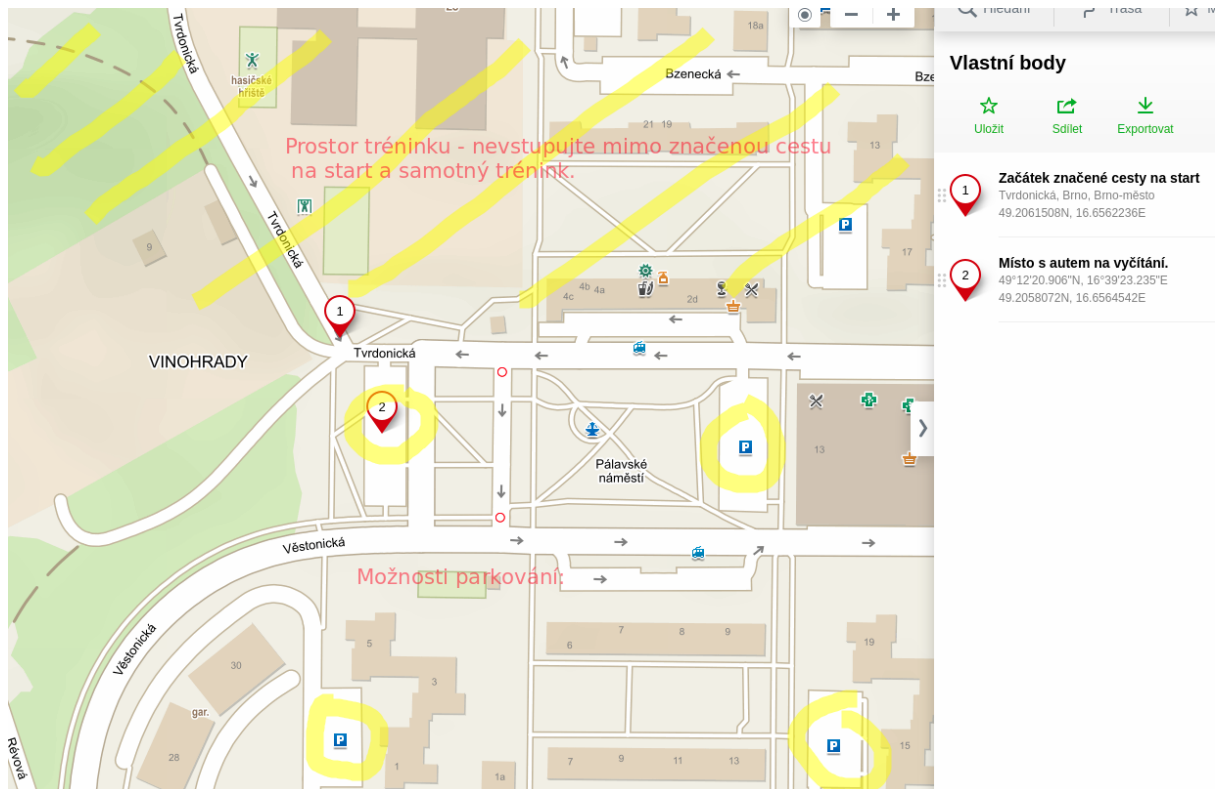 Hledání
Trasa
18a
Tvrdonická
Bzenecká
Bze
hasičské
hřiště
21 19
13
Prostor tréninku - nevstupujte mimo značenou cestu
na start a samotný trénink.
Tvrdonická
9
17
4b 4a
4c
2d
1
Tvrdonická
VINOHRADY
2
13
Pálavské
náměstí
Věstonická
Možnosti parkování:
Věstonická
5
6
7
8
9
19
30
3
gar.
Révová
28
1
1a
7
9
11
13
15
Vlastní body
Uložit
Sdílet
Exportovat
1
Začátek značené cesty na start
Tvrdonická, Brno, Brno-město
49.2061508N, 16.6562236E
2
Místo s autem na vyčítání.
49°12'20.906"N, 16°39'23.235"E
49.2058072N, 16.6564542E